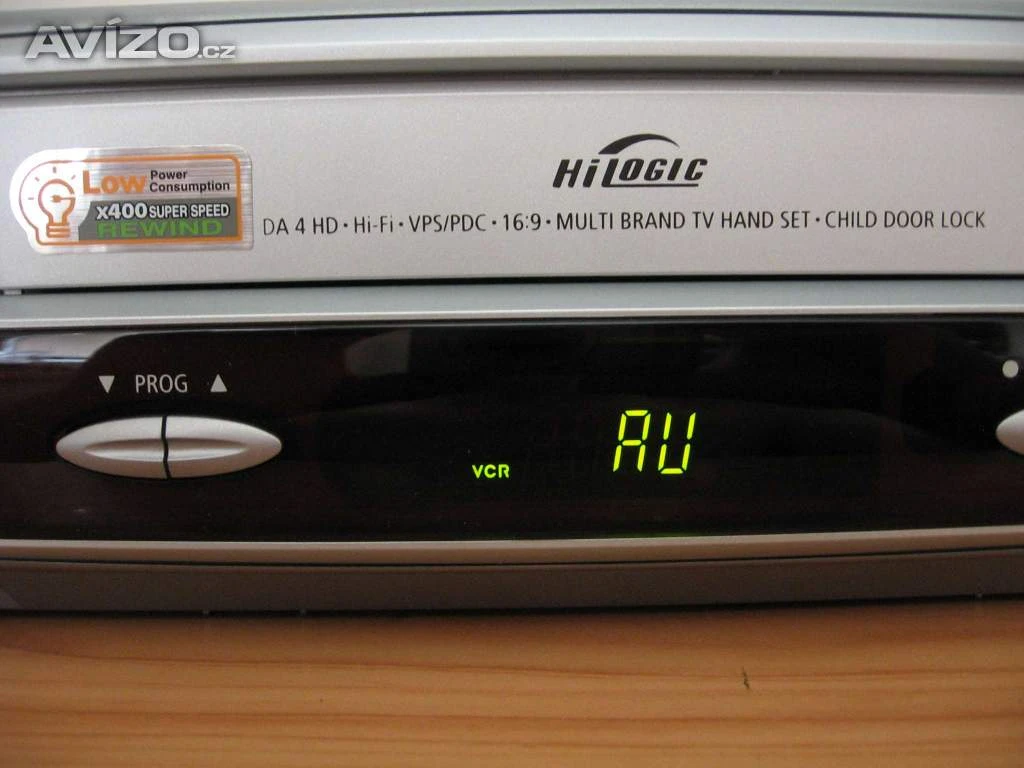 AVÍZO.cz
HiLOGIC
Low Power Consumption
x400 SUPER SPEED
REWIND
DA 4 HD • Hi-Fi • VPS/PDC • 16:9 • MULTI BRAND TV HAND SET • CHILD DOOR LOCK
▼ PROG ▲
VCR AU